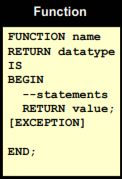 Function
FUNCTION name
RETURN datatype
IS
BEGIN
--statements
RETURN value;
[EXCEPTION]
END;